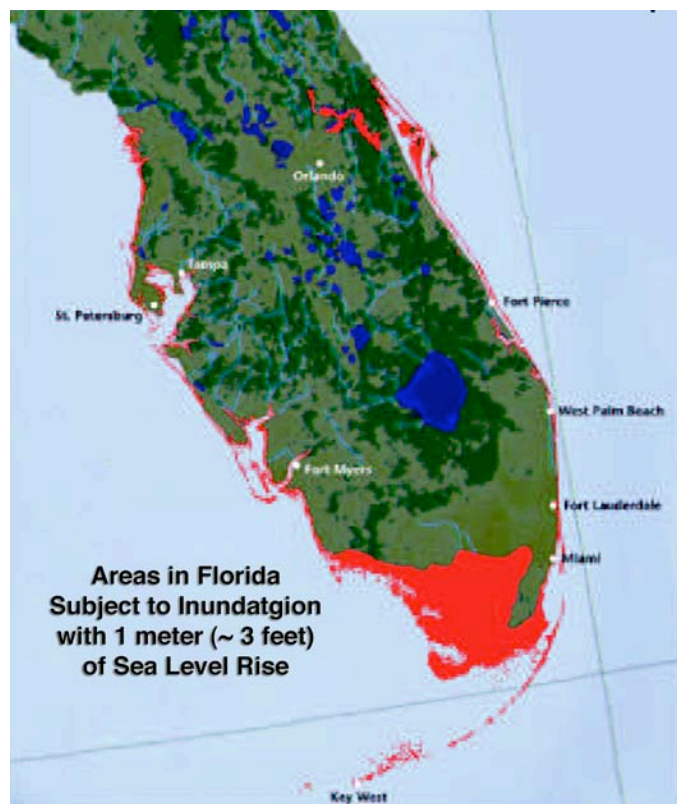 Orlando
Tampa
St. Petersburg
Fort Pierce
West Palm Beach
Fort Myers
Fort Lauderdale
Miami
Areas in Florida
Subject to Inundatgion
with 1 meter (~ 3 feet)
of Sea Level Rise
Key West